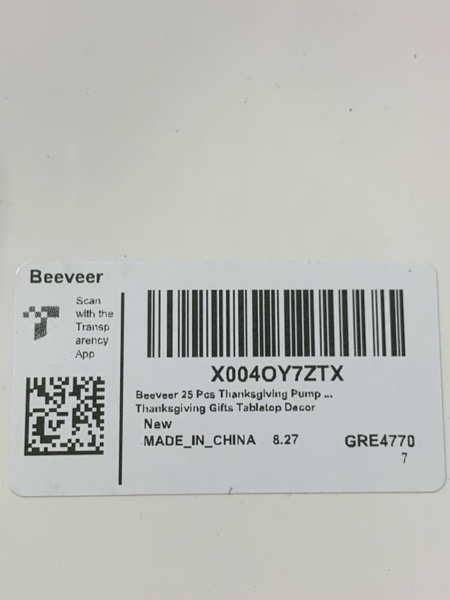 Beeveer
Scan
with the
Transp
arency
App
X004OY7ZTX
Beeveer 25 Pcs Thanksgiving Pump ...
Thanksgiving Gifts Tabletop Decor
New
MADE_IN_CHINA 8.27 GRE4770
7